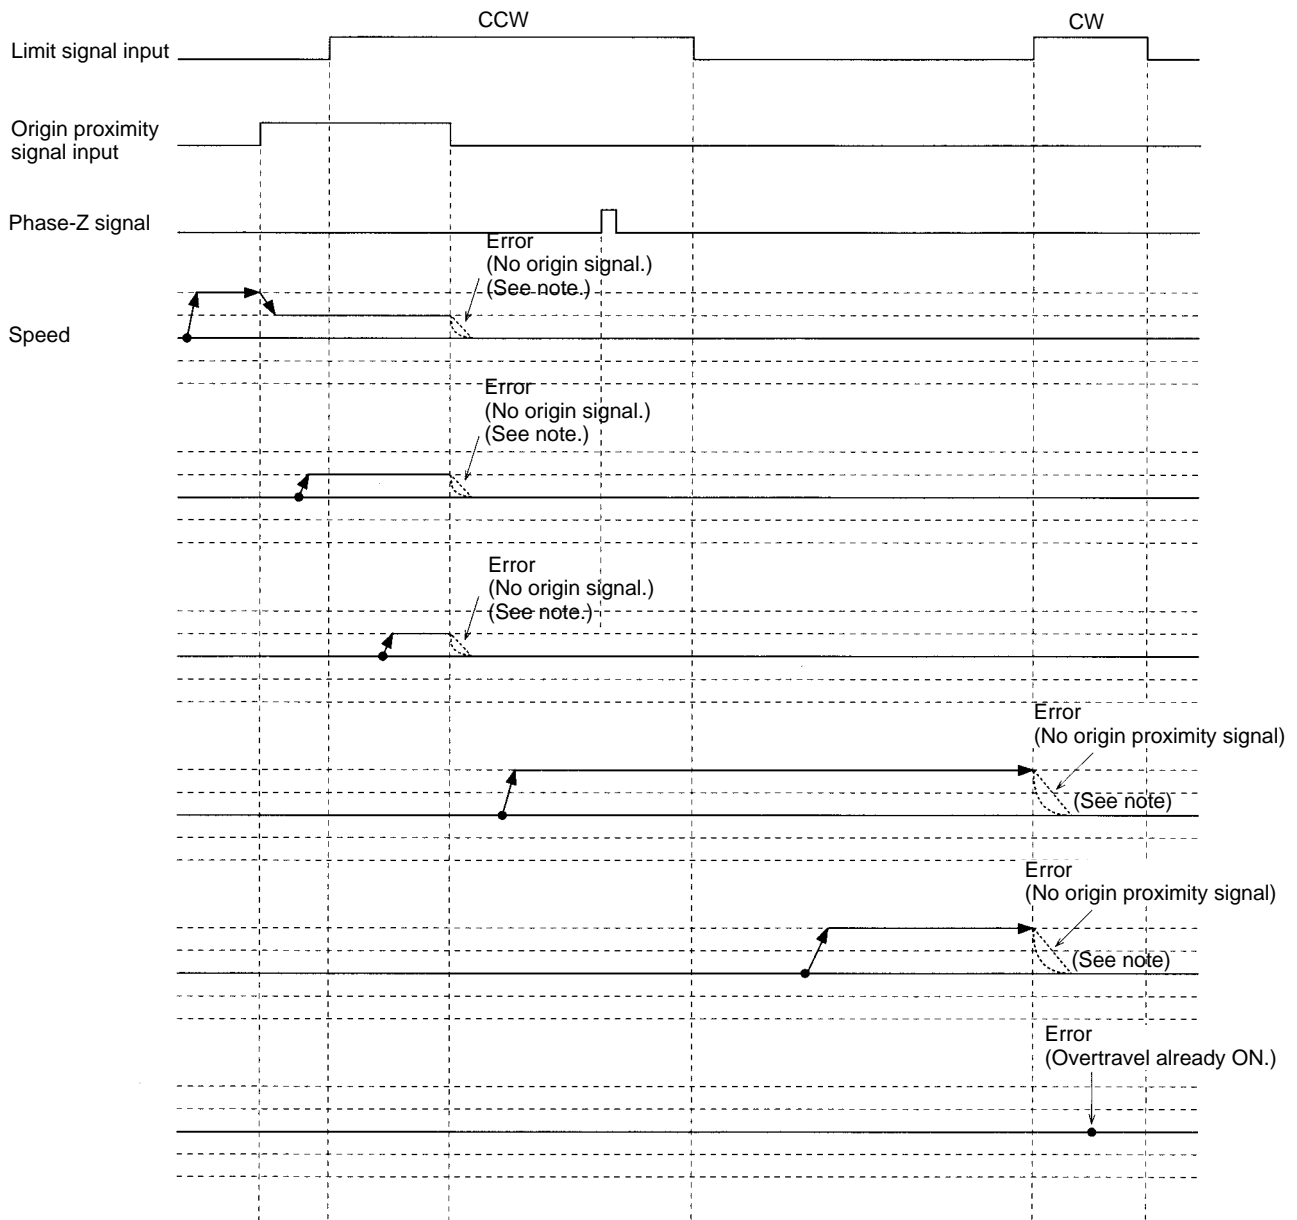 CCW
CW
Limit signal input
Origin proximity
signal input
Phase-Z signal
Error
(No origin signal.)
(See note.)
Speed
Error
(No origin signal.)
(See note.)
Error
(No origin signal.)
(See note.)
Error
(No origin proximity signal)
(See note)
Error
(No origin proximity signal)
(See note)
Error
(Overtravel already ON.)